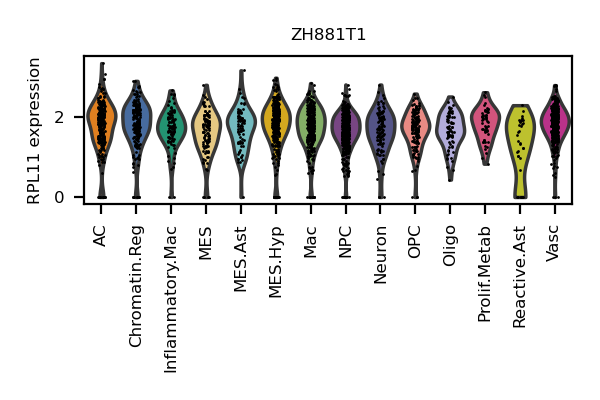 ZH881T1
RPL11 expression
2
0
AC
Chromatin.Reg
Inflammatory.Mac
MES
MES.Ast
MES.Hyp
Mac
NPC
Neuron
OPC
Oligo
Prolif.Metab
Reactive.Ast
Vasc